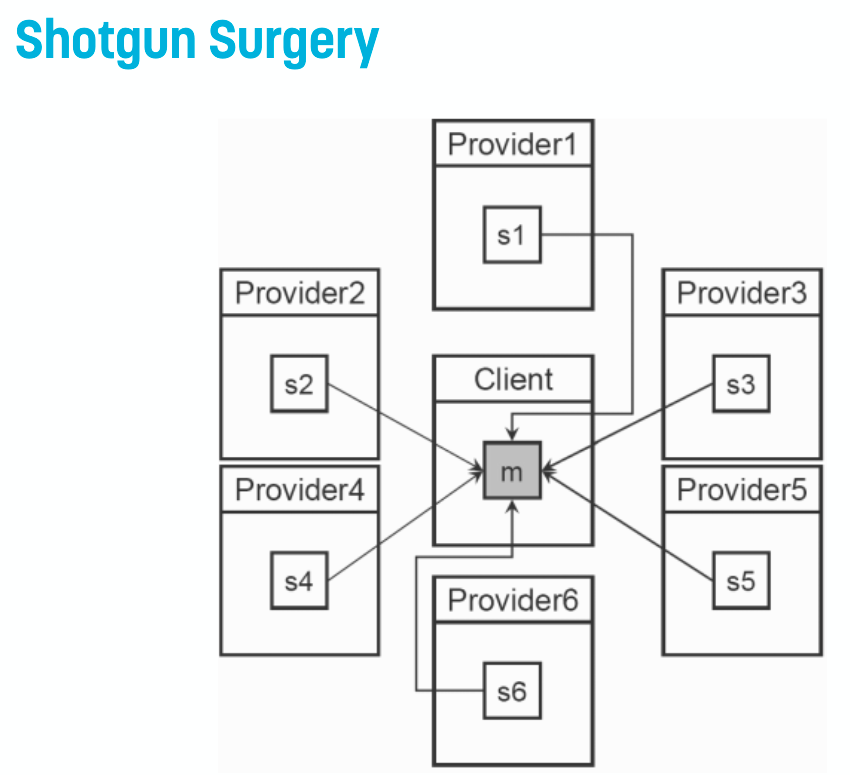 Shotgun Surgery
Provider1
s1
Provider2
s2
Provider3
s3
Client
m
Provider4
s4
Provider5
s5
Provider6
s6